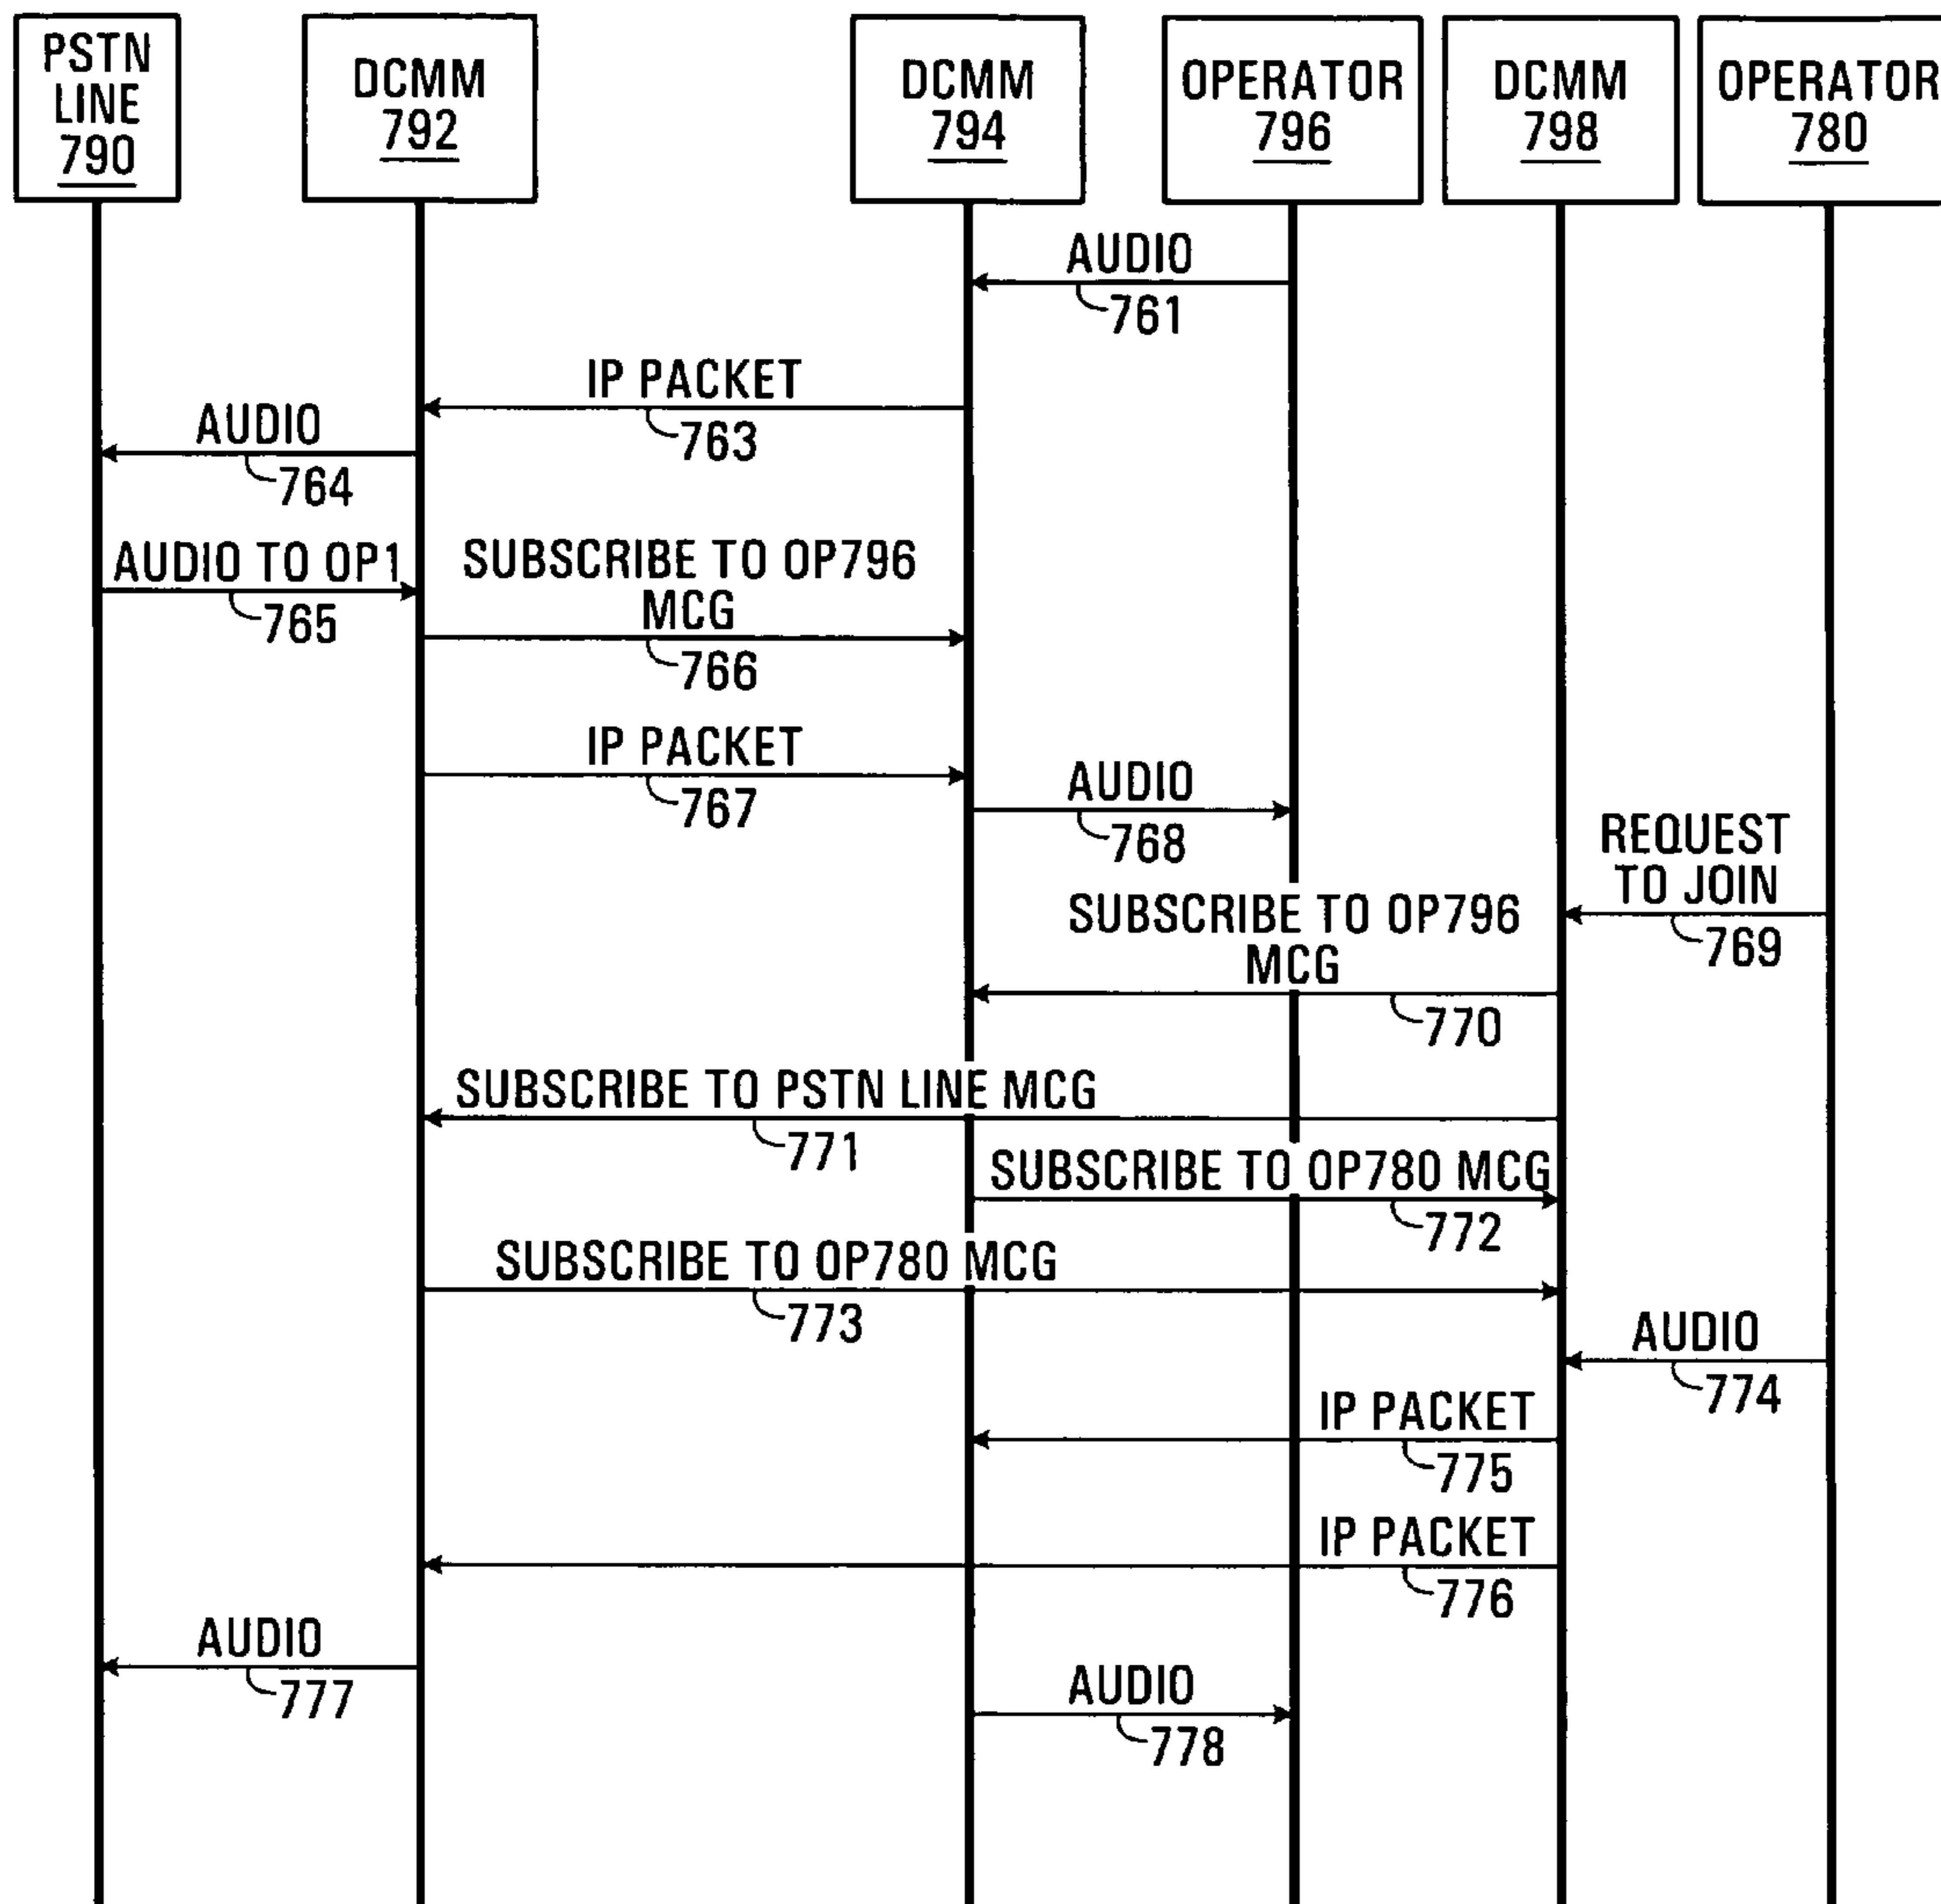 PSTN
LINE
790
DCMM
792
DCMM
794
OPERATOR
796
DCMM
798
OPERATOR
780
AUDIO
761
IP PACKET
763
AUDIO
764
AUDIO TO OP1
765
SUBSCRIBE TO OP796
MCG
766
IP PACKET
767
AUDIO
768
REQUEST
TO JOIN
769
SUBSCRIBE TO OP796
MCG
770
SUBSCRIBE TO PSTN LINE MCG
771
SUBSCRIBE TO OP780 MCG
772
SUBSCRIBE TO OP780 MCG
773
AUDIO
774
IP PACKET
775
IP PACKET
776
AUDIO
777
AUDIO
778